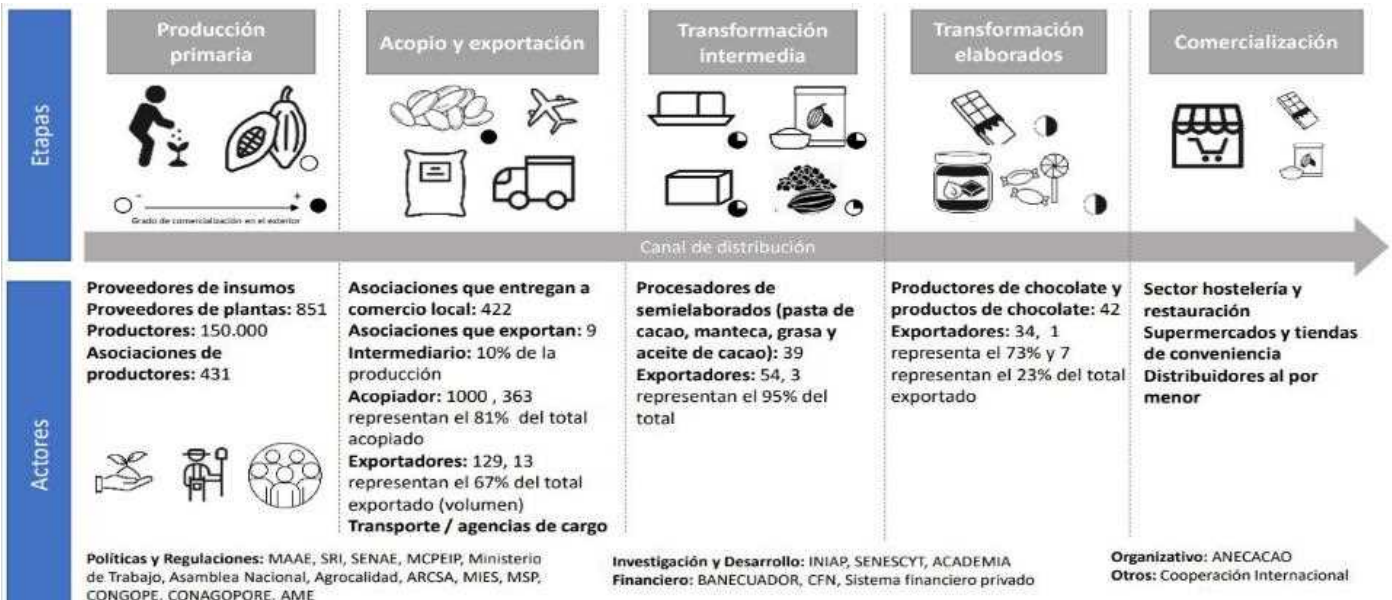 Etapas
Producción
primaria
Acopio y exportación
Transformación
intermedia
Transformación
elaborados
Comercialización
- +
Grado de comercialización en el exterior
Canal de distribución
Actores
Proveedores de insumos
Proveedores de plantas: 851
Productores: 150.000
Asociaciones de
productores: 431
Asociaciones que entregan a
comercio local: 422
Asociaciones que exportan: 9
Intermediario: 10% de la
producción
Acopiador: 1000 , 363
representan el 81% del total
acopiado
Exportadores: 129, 13
representan el 67% del total
exportado (volumen)
Transporte / agencias de cargo
Procesadores de
semielaborados (pasta de
cacao, manteca, grasa y
aceite de cacao): 39
Exportadores: 54, 3
representan el 95% del
total
Productores de chocolate y
productos de chocolate: 42
Exportadores: 34, 1
representa el 73% y 7
representan el 23% del total
exportado
Sector hostelería y
restauración
Supermercados y tiendas
de conveniencia
Distribuidores al por
menor
Políticas y Regulaciones: MAAE, SRI, SENAE, MCPEIP, Ministerio
de Trabajo, Asamblea Nacional, Agrocalidad, ARCSA, MIES, MSP,
CONGOPE, CONAGOPORE, AME
Investigación y Desarrollo: INIAP, SENESCYT, ACADEMIA
Financiero: BANECUADOR, CFN, Sistema financiero privado
Organizativo: ANECACAO
Otros: Cooperación Internacional